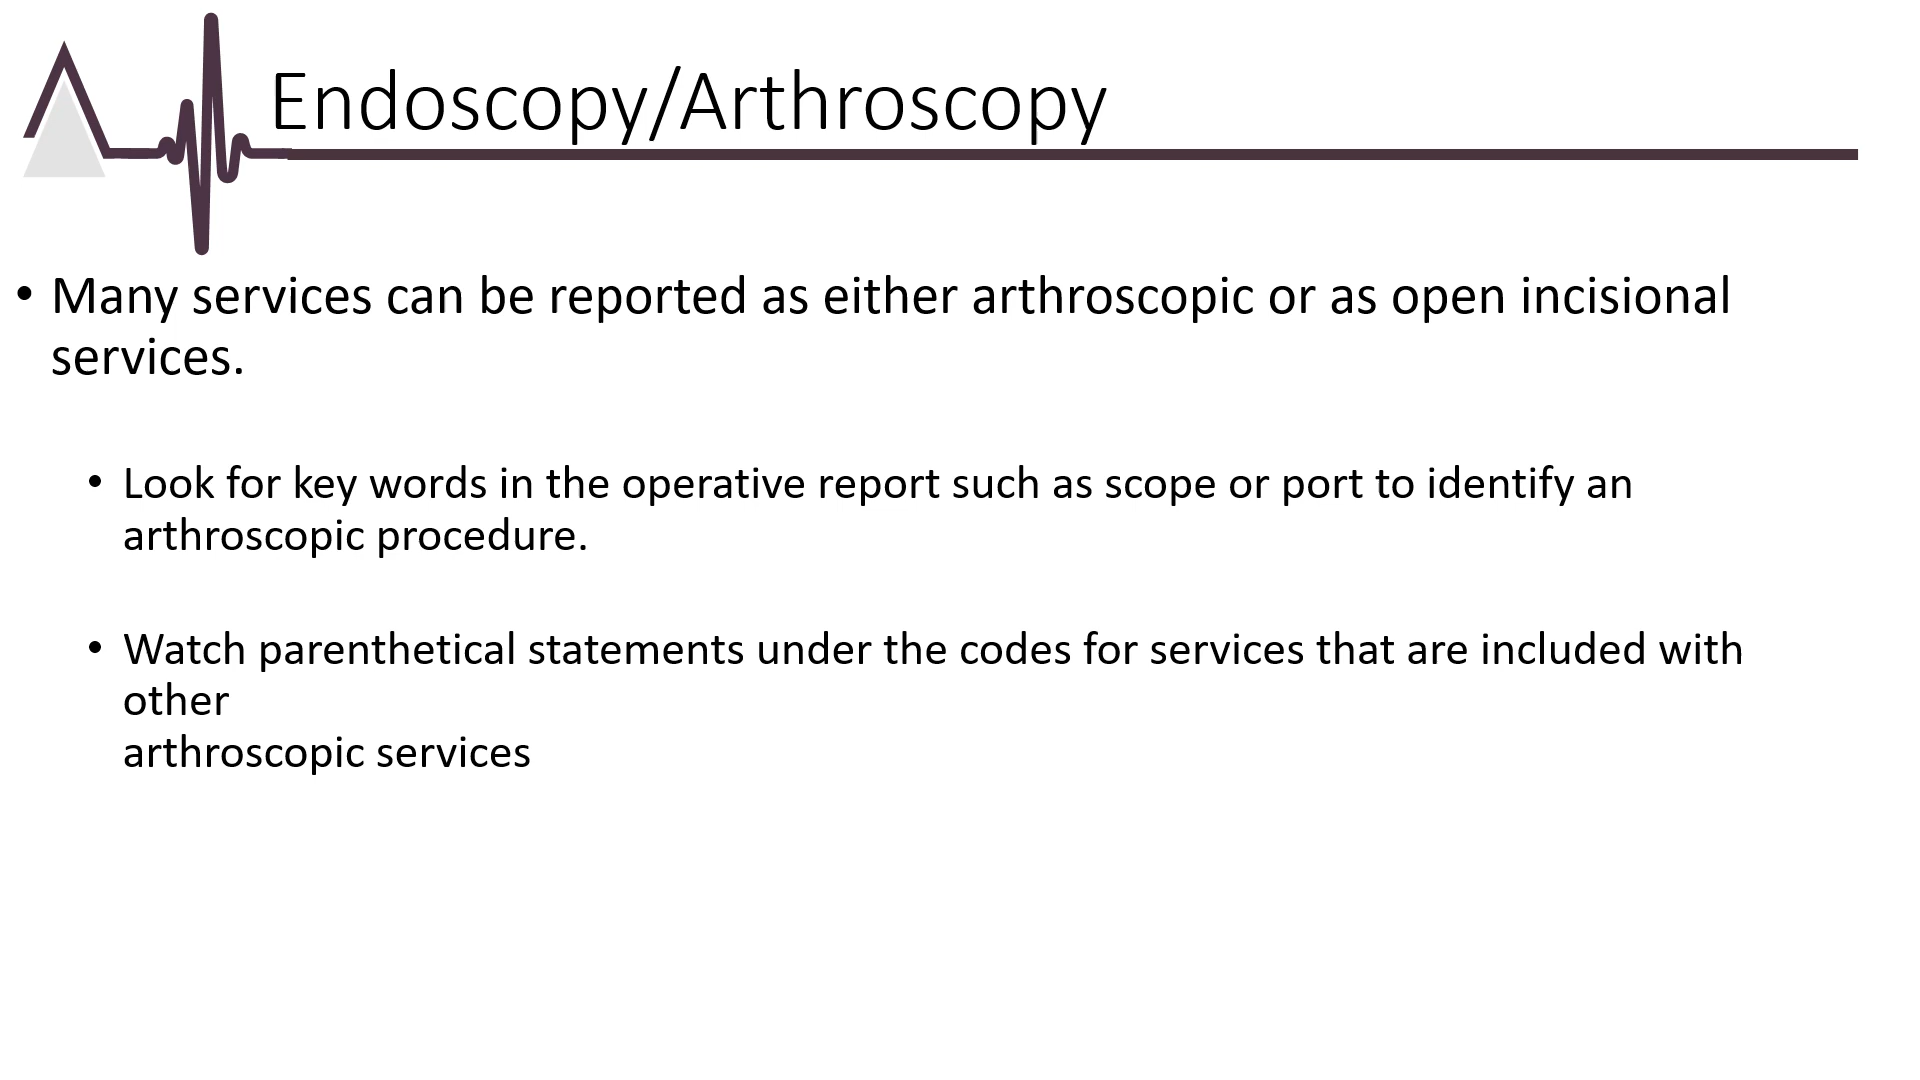 Endoscopy/Arthroscopy
• Many services can be reported as either arthroscopic or as open incisional
services.
• Look for key words in the operative report such as scope or port to identify an
arthroscopic procedure.
• Watch parenthetical statements under the codes for services that are included with
other
arthroscopic services